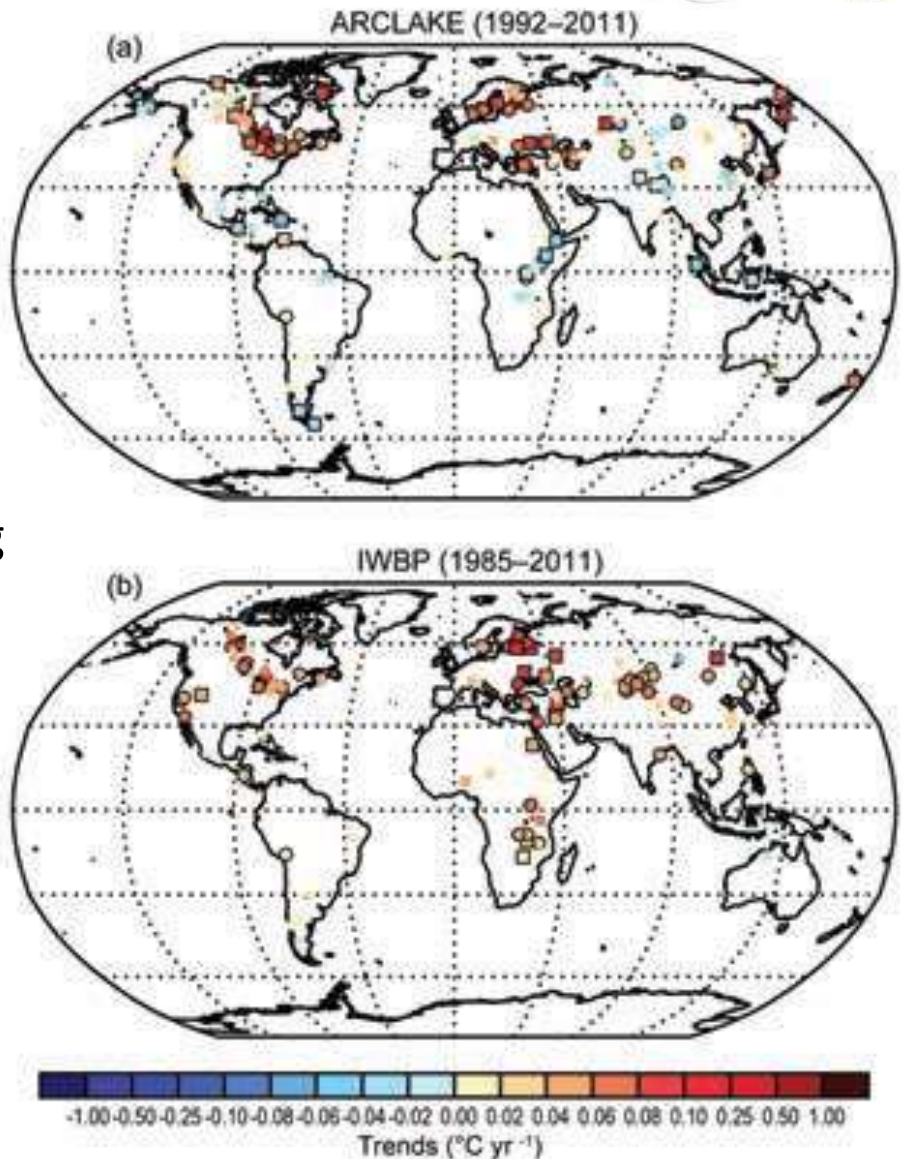 ARCLAKE (1992–2011)
(a)
g
IWBP (1985–2011)
(b)
-1.00 -0.50 -0.25 -0.10 -0.08 -0.06 -0.04 -0.02 0.00 0.02 0.04 0.06 0.08 0.10 0.25 0.50 1.00
Trends (°C yr⁻¹)